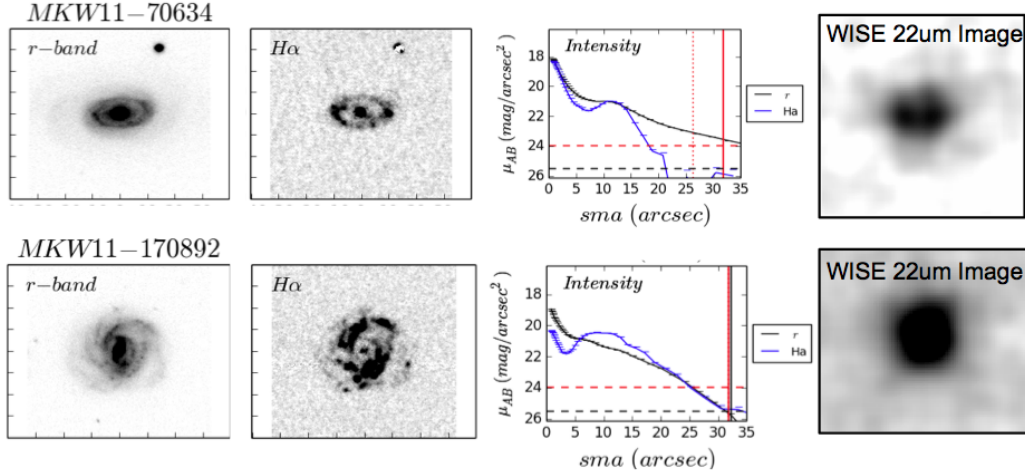 MKW11−70634
r−band
Hα
Intensity
μAB (mag/arcsec²)
18
20
22
24
26
0 5 10 15 20 25 30 35
sma (arcsec)
r
Ha
WISE 22um Image
MKW11−170892
r−band
Hα
Intensity
μAB (mag/arcsec²)
18
20
22
24
26
0 5 10 15 20 25 30 35
sma (arcsec)
r
Ha
WISE 22um Image